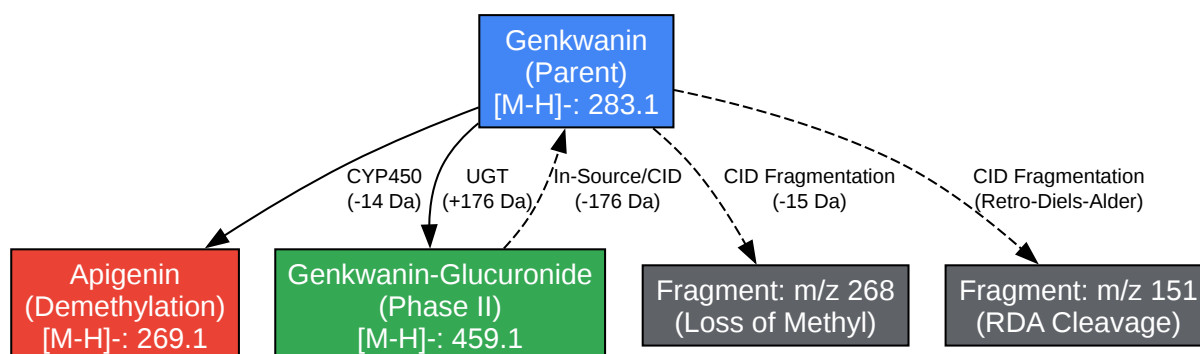 Genkwanin
(Parent)
[M-H]-: 283.1
CYP450
(-14 Da)
UGT
(+176 Da)
In-Source/CID
(-176 Da)
CID Fragmentation
(-15 Da)
CID Fragmentation
(Retro-Diels-Alder)
Apigenin
(Demethylation)
[M-H]-: 269.1
Genkwanin-Glucuronide
(Phase II)
[M-H]-: 459.1
Fragment: m/z 268
(Loss of Methyl)
Fragment: m/z 151
(RDA Cleavage)